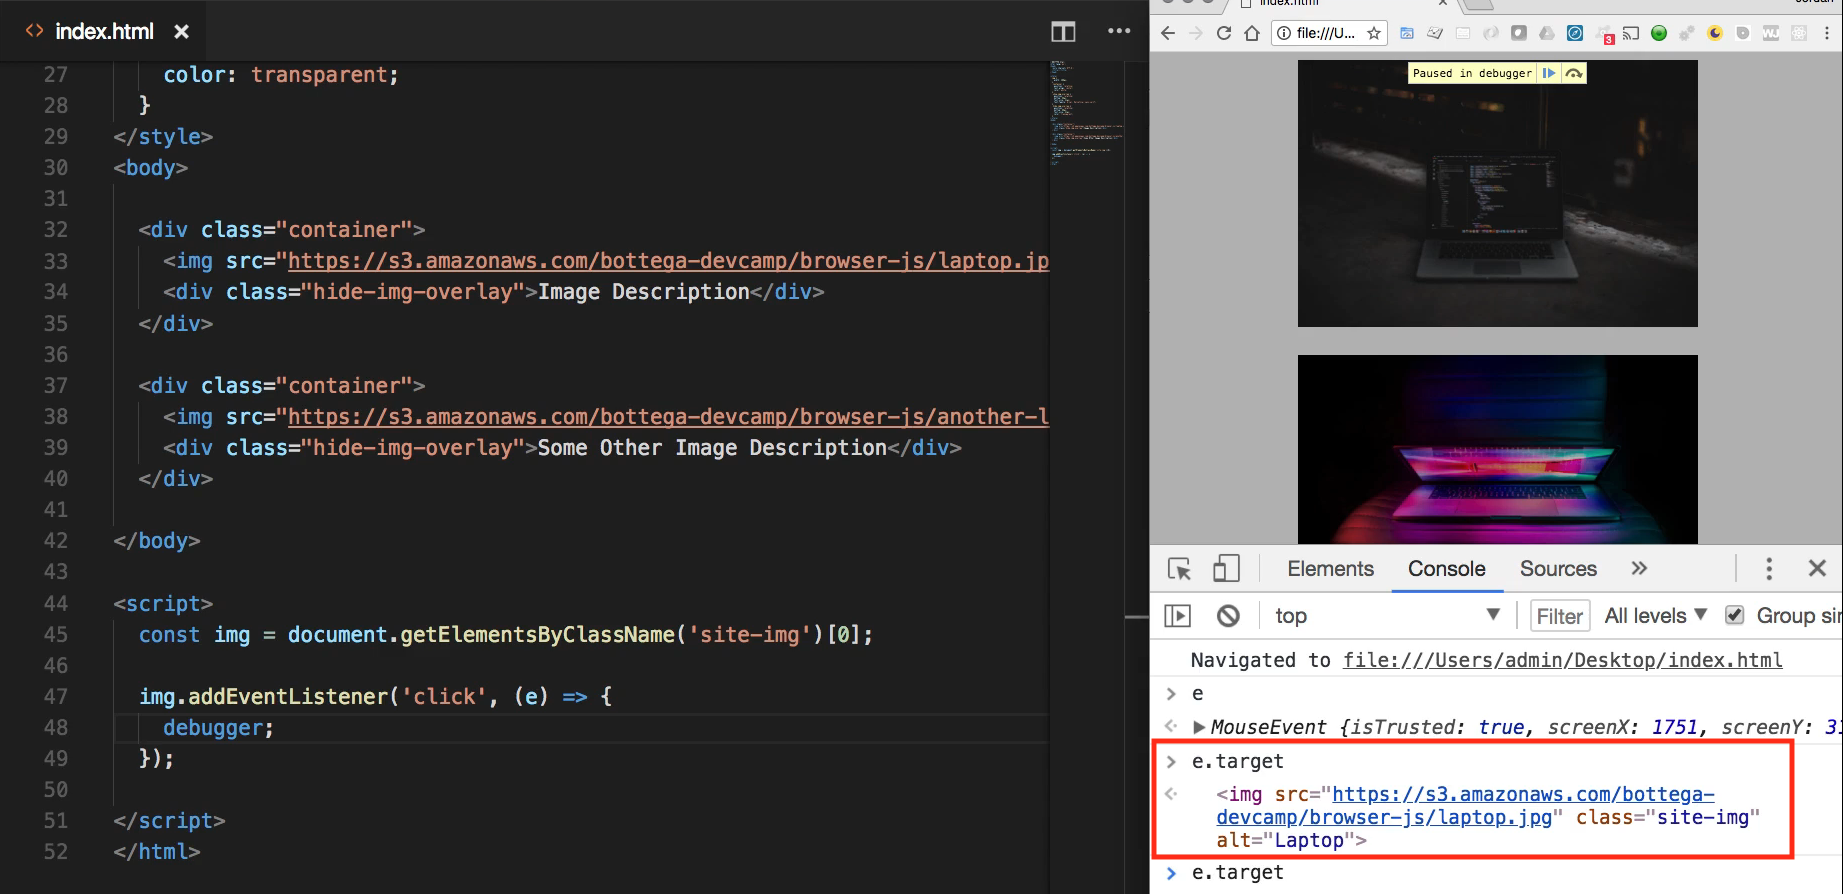 index.html
27 color: transparent;
28 }
29 </style>
30 <body>
31
32 <div class="container">
33 <img src="https://s3.amazonaws.com/bottega-devcamp/browser-js/laptop.jp
34 <div class="hide-img-overlay">Image Description</div>
35 </div>
36
37 <div class="container">
38 <img src="https://s3.amazonaws.com/bottega-devcamp/browser-js/another-l
39 <div class="hide-img-overlay">Some Other Image Description</div>
40 </div>
41
42 </body>
43
44 <script>
45 const img = document.getElementsByClassName('site-img')[0];
46
47 img.addEventListener('click', (e) => {
48 debugger;
49 });
50
51 </script>
52 </html>
index.html
Jordan
file:///U...
3
WJ
Paused in debugger
Elements Console Sources »
top Filter All levels Group sim
Navigated to file:///Users/admin/Desktop/index.html
> e
MouseEvent {isTrusted: true, screenX: 1751, screenY: 31
> e.target
<img src="https://s3.amazonaws.com/bottega-
devcamp/browser-js/laptop.jpg" class="site-img"
alt="Laptop">
> e.target